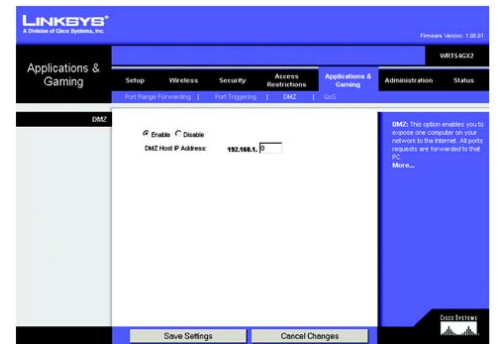 LINKSYS®
A Division of Cisco Systems, Inc.
Firmware Version: 1.00.01
WRT54GX2
Applications & Gaming
Setup Wireless Security Access Restrictions Applications & Gaming Administration Status
Port Range Forwarding | Port Triggering | DMZ | QoS
DMZ
Enable Disable
DMZ Host IP Address: 192.168.1. 0
DMZ: This option enables you to
expose one computer on your
network to the Internet. All ports
requests are forwarded to that
PC.
More...
CISCO SYSTEMS
Save Settings Cancel Changes